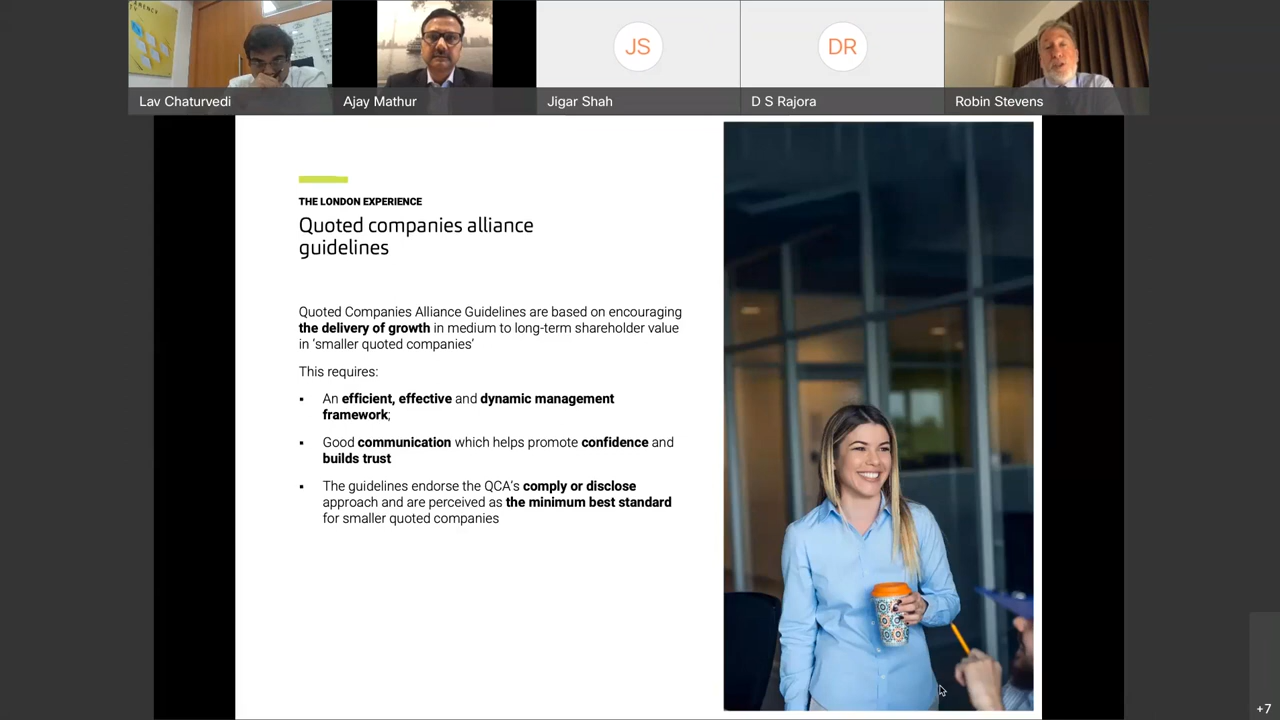 JS
DR
Lav Chaturvedi
Ajay Mathur
Jigar Shah
D S Rajora
Robin Stevens
THE LONDON EXPERIENCE
Quoted companies alliance
guidelines
Quoted Companies Alliance Guidelines are based on encouraging
the delivery of growth in medium to long-term shareholder value
in ‘smaller quoted companies’
This requires:
▪ An efficient, effective and dynamic management
framework;
▪ Good communication which helps promote confidence and
builds trust
▪ The guidelines endorse the QCA’s comply or disclose
approach and are perceived as the minimum best standard
for smaller quoted companies
+7